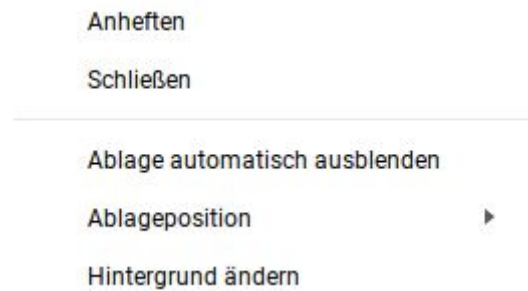 Anheften
Schließen
Ablage automatisch ausblenden
Ablageposition
Hintergrund ändern